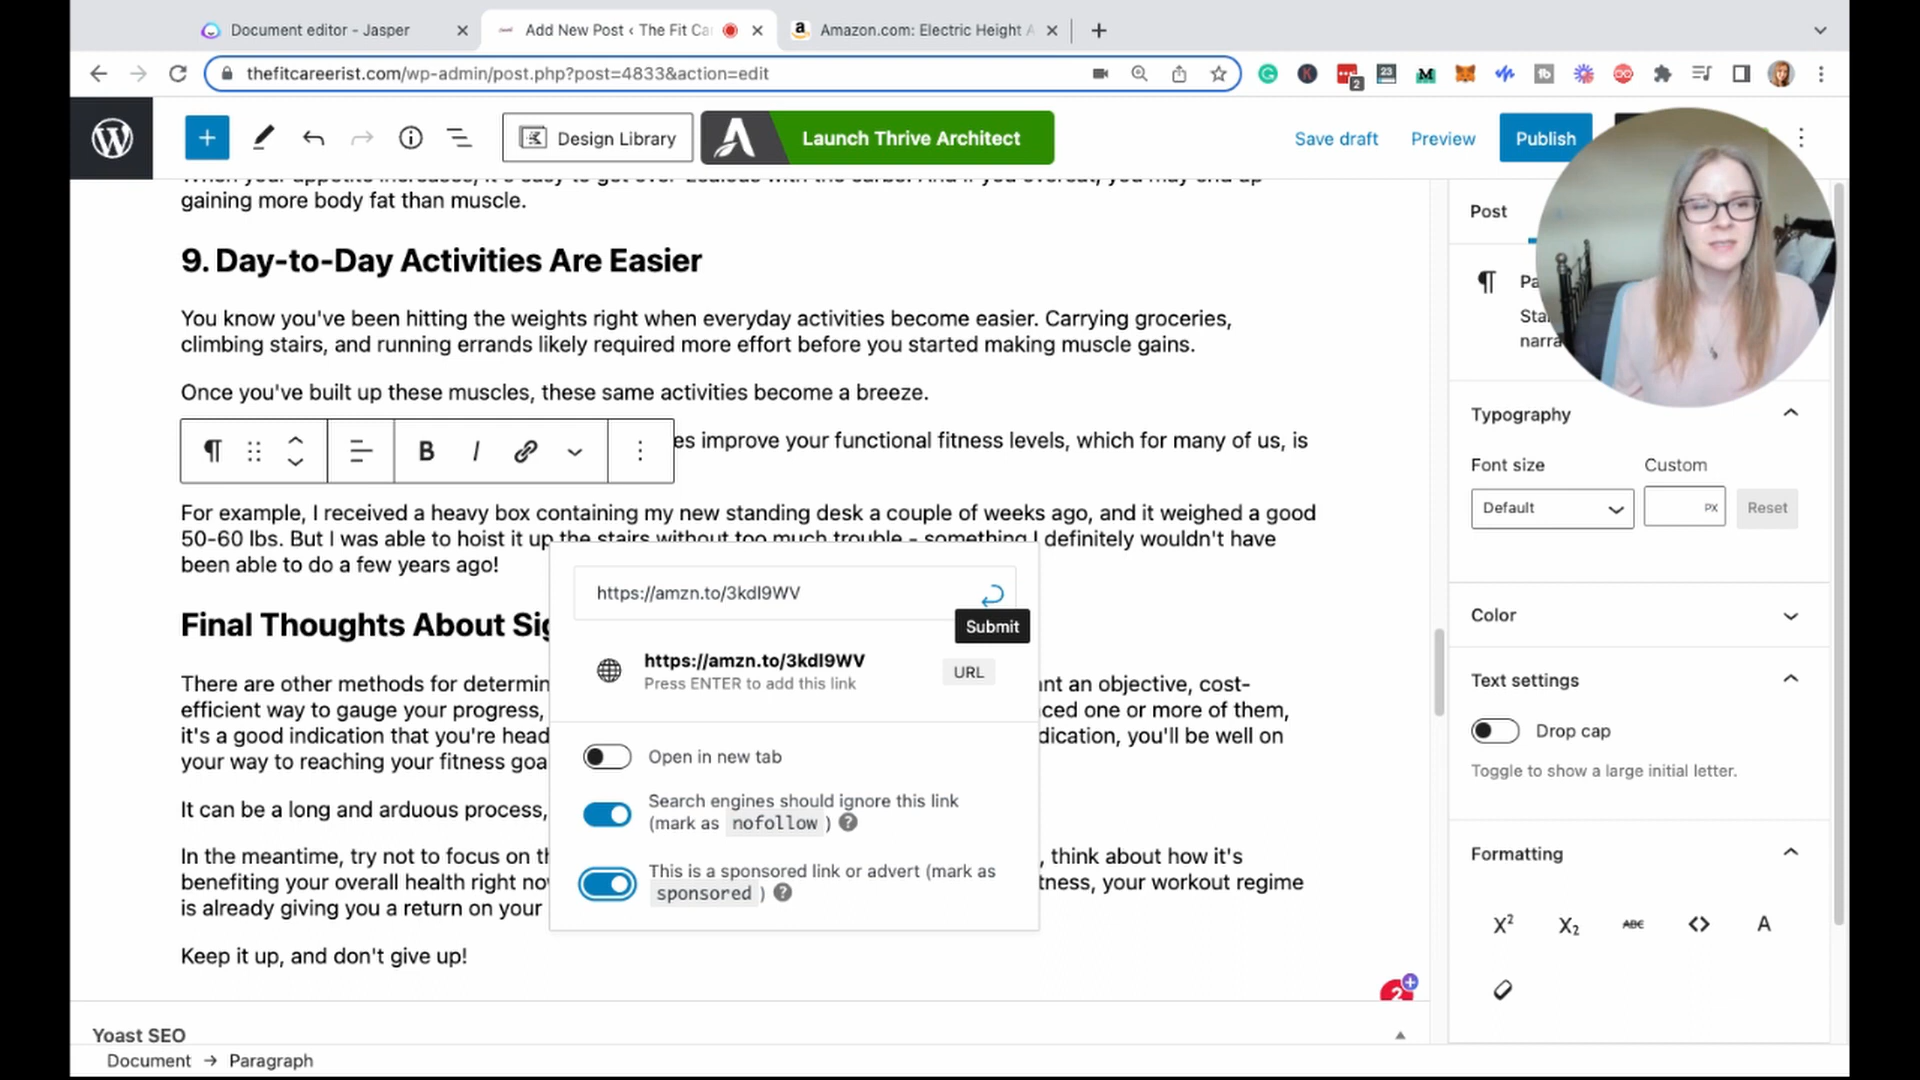 Document editor - Jasper
Add New Post ‹ The Fit Ca
Amazon.com: Electric Height A
thefitcareerist.com/wp-admin/post.php?post=4833&action=edit
2
23
Design Library
Launch Thrive Architect
Save draft
Preview
Publish
gaining more body fat than muscle.
9. Day-to-Day Activities Are Easier
You know you've been hitting the weights right when everyday activities become easier. Carrying groceries,
climbing stairs, and running errands likely required more effort before you started making muscle gains.
Once you've built up these muscles, these same activities become a breeze.
es improve your functional fitness levels, which for many of us, is
B I
For example, I received a heavy box containing my new standing desk a couple of weeks ago, and it weighed a good
50-60 lbs. But I was able to hoist it up the stairs without too much trouble - something I definitely wouldn't have
been able to do a few years ago!
https://amzn.to/3kdI9WV
Submit
https://amzn.to/3kdI9WV
Press ENTER to add this link
URL
Open in new tab
Search engines should ignore this link
(mark as nofollow )
This is a sponsored link or advert (mark as
sponsored )
Final Thoughts About Sig
There are other methods for determin nt an objective, cost-
efficient way to gauge your progress, ced one or more of them,
it's a good indication that you're head dication, you'll be well on
your way to reaching your fitness goa
It can be a long and arduous process,
In the meantime, try not to focus on th , think about how it's
benefiting your overall health right no tness, your workout regime
is already giving you a return on your
Keep it up, and don't give up!
2
Yoast SEO
Document → Paragraph
Post
Pa
Sta
narra
Typography
Font size
Custom
Default
PX
Reset
Color
Text settings
Drop cap
Toggle to show a large initial letter.
Formatting
X² X₂ ABC <> A